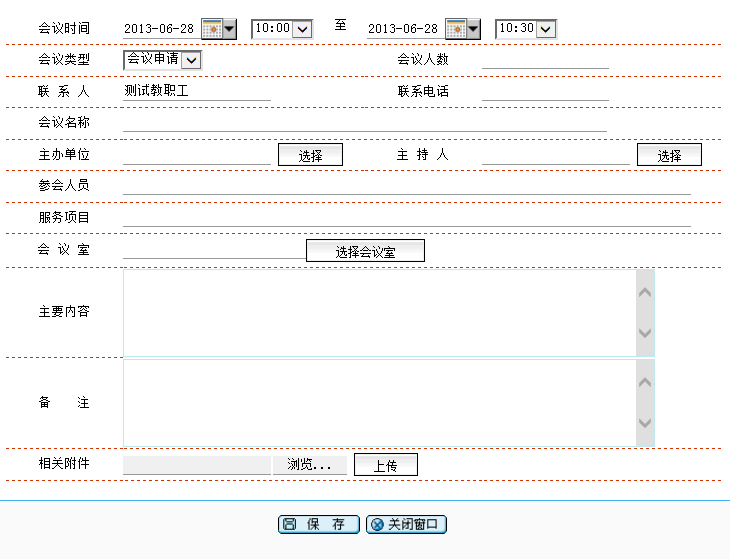 会议时间 2013-06-28 10:00 至 2013-06-28 10:30
会议类型 会议申请 会议人数
联 系 人 测试教职工 联系电话
会议名称
主办单位 选择 主 持 人 选择
参会人员
服务项目
会 议 室 选择会议室
主要内容
备 注
相关附件 浏览... 上传
保 存 关闭窗口